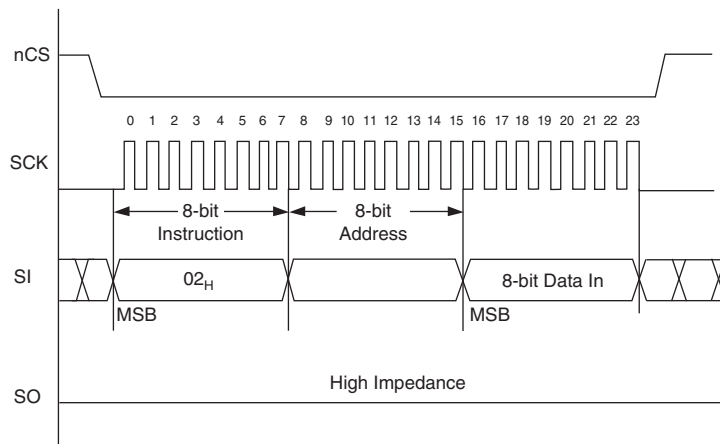 nCS
0 1 2 3 4 5 6 7 8 9 10 11 12 13 14 15 16 17 18 19 20 21 22 23
SCK
8-bit 8-bit
Instruction Address
SI 02H 8-bit Data In
MSB MSB
High Impedance
SO